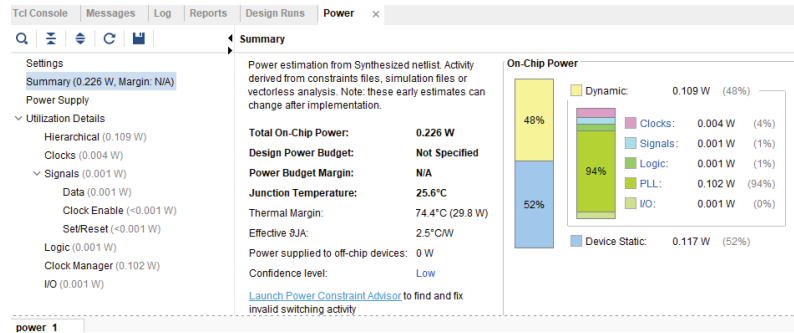 Tcl Console Messages Log Reports Design Runs Power ×
Summary
Settings
Summary (0.226 W, Margin: N/A)
Power Supply
Utilization Details
Hierarchical (0.109 W)
Clocks (0.004 W)
Signals (0.001 W)
Data (0.001 W)
Clock Enable (<0.001 W)
Set/Reset (<0.001 W)
Logic (0.001 W)
Clock Manager (0.102 W)
I/O (0.001 W)
Power estimation from Synthesized netlist. Activity
derived from constraints files, simulation files or
vectorless analysis. Note: these early estimates can
change after implementation.
Total On-Chip Power: 0.226 W
Design Power Budget: Not Specified
Power Budget Margin: N/A
Junction Temperature: 25.6°C
Thermal Margin: 74.4°C (29.8 W)
Effective ϑJA: 2.5°C/W
Power supplied to off-chip devices: 0 W
Confidence level: Low
Launch Power Constraint Advisor to find and fix
invalid switching activity
On-Chip Power
48%
52%
Dynamic: 0.109 W (48%)
94%
Clocks: 0.004 W (4%)
Signals: 0.001 W (1%)
Logic: 0.001 W (1%)
PLL: 0.102 W (94%)
I/O: 0.001 W (0%)
Device Static: 0.117 W (52%)
power_1